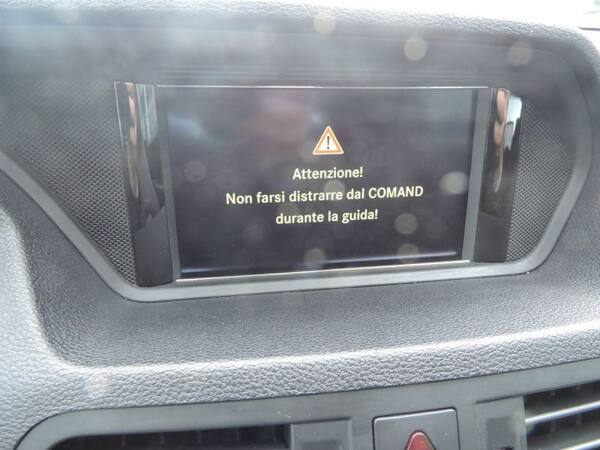 Attenzione!
Non farsi distrarre dal COMAND
durante la guida!